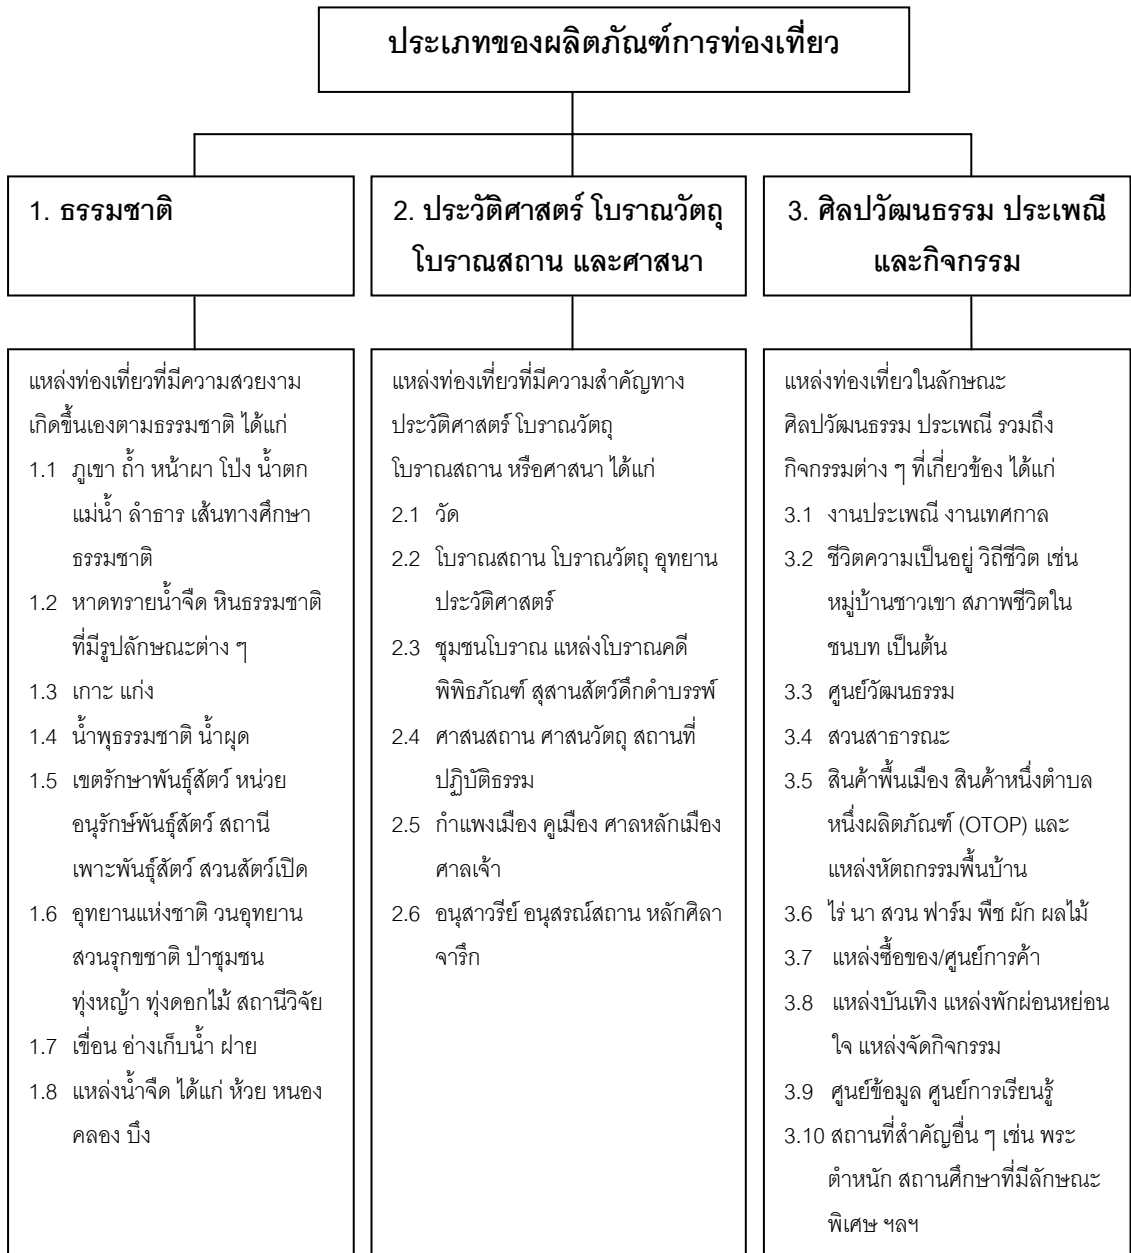 ประเภทของผลิตภัณฑ์การท่องเที่ยว
1. ธรรมชาติ
2. ประวัติศาสตร์ โบราณวัตถุ
โบราณสถาน และศาสนา
3. ศิลปวัฒนธรรม ประเพณี
และกิจกรรม
แหล่งท่องเที่ยวที่มีความสวยงาม
เกิดขึ้นเองตามธรรมชาติ ได้แก่
1.1 ภูเขา ถ้ำ หน้าผา โป่ง น้ำตก
แม่น้ำ ลำธาร เส้นทางศึกษา
ธรรมชาติ
1.2 หาดทรายน้ำจืด หินธรรมชาติ
ที่มีรูปลักษณะต่าง ๆ
1.3 เกาะ แก่ง
1.4 น้ำพุธรรมชาติ น้ำผุด
1.5 เขตรักษาพันธุ์สัตว์ หน่วย
อนุรักษ์พันธุ์สัตว์ สถานี
เพาะพันธุ์สัตว์ สวนสัตว์เปิด
1.6 อุทยานแห่งชาติ วนอุทยาน
สวนรุกขชาติ ป่าชุมชน
ทุ่งหญ้า ทุ่งดอกไม้ สถานีวิจัย
1.7 เขื่อน อ่างเก็บน้ำ ฝาย
1.8 แหล่งน้ำจืด ได้แก่ ห้วย หนอง
คลอง บึง
แหล่งท่องเที่ยวที่มีความสำคัญทาง
ประวัติศาสตร์ โบราณวัตถุ
โบราณสถาน หรือศาสนา ได้แก่
2.1 วัด
2.2 โบราณสถาน โบราณวัตถุ อุทยาน
ประวัติศาสตร์
2.3 ชุมชนโบราณ แหล่งโบราณคดี
พิพิธภัณฑ์ สุสานสัตว์ดึกดำบรรพ์
2.4 ศาสนสถาน ศาสนวัตถุ สถานที่
ปฏิบัติธรรม
2.5 กำแพงเมือง คูเมือง ศาลหลักเมือง
ศาลเจ้า
2.6 อนุสาวรีย์ อนุสรณ์สถาน หลักศิลา
จารึก
แหล่งท่องเที่ยวในลักษณะ
ศิลปวัฒนธรรม ประเพณี รวมถึง
กิจกรรมต่าง ๆ ที่เกี่ยวข้อง ได้แก่
3.1 งานประเพณี งานเทศกาล
3.2 ชีวิตความเป็นอยู่ วิถีชีวิต เช่น
หมู่บ้านชาวเขา สภาพชีวิตใน
ชนบท เป็นต้น
3.3 ศูนย์วัฒนธรรม
3.4 สวนสาธารณะ
3.5 สินค้าพื้นเมือง สินค้าหนึ่งตำบล
หนึ่งผลิตภัณฑ์ (OTOP) และ
แหล่งหัตถกรรมพื้นบ้าน
3.6 ไร่ นา สวน ฟาร์ม พืช ผัก ผลไม้
3.7 แหล่งซื้อของ/ศูนย์การค้า
3.8 แหล่งบันเทิง แหล่งพักผ่อนหย่อน
ใจ แหล่งจัดกิจกรรม
3.9 ศูนย์ข้อมูล ศูนย์การเรียนรู้
3.10 สถานที่สำคัญอื่น ๆ เช่น พระ
ตำหนัก สถานศึกษาที่มีลักษณะ
พิเศษ ฯลฯ